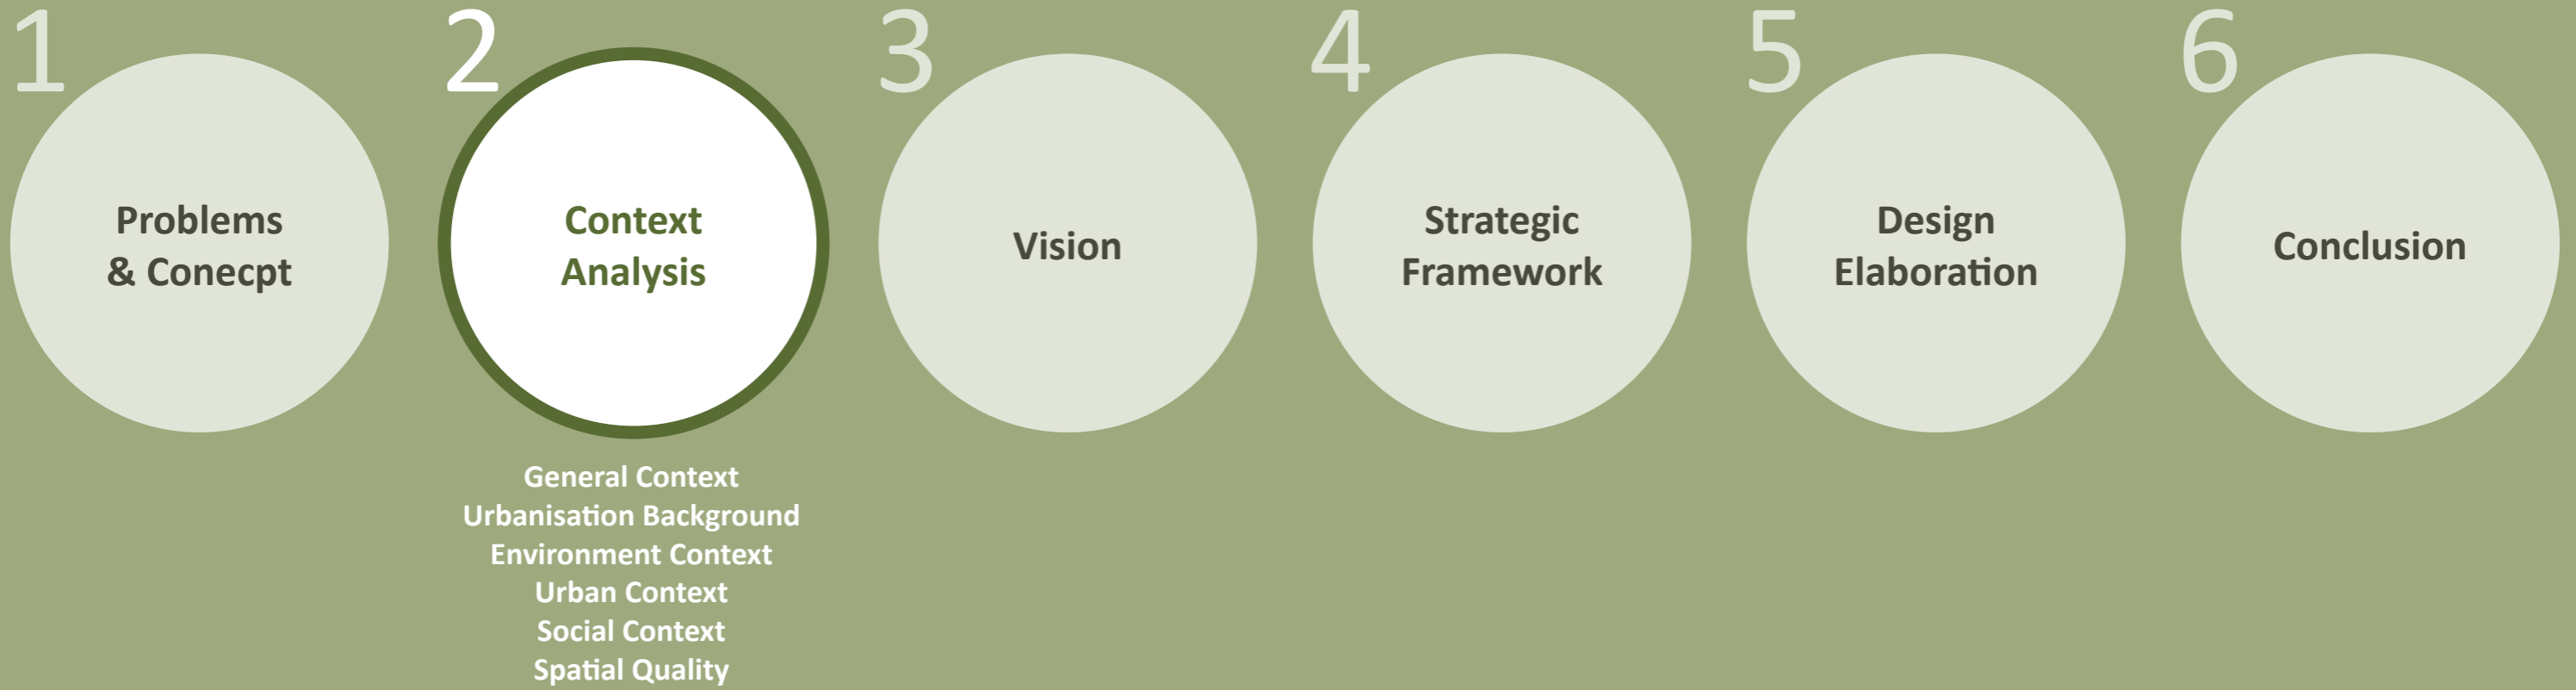 1
Problems
& Conecpt
2
Context
Analysis
General Context
Urbanisation Background
Environment Context
Urban Context
Social Context
Spatial Quality
3
Vision
4
Strategic
Framework
5
Design
Elaboration
6
Conclusion